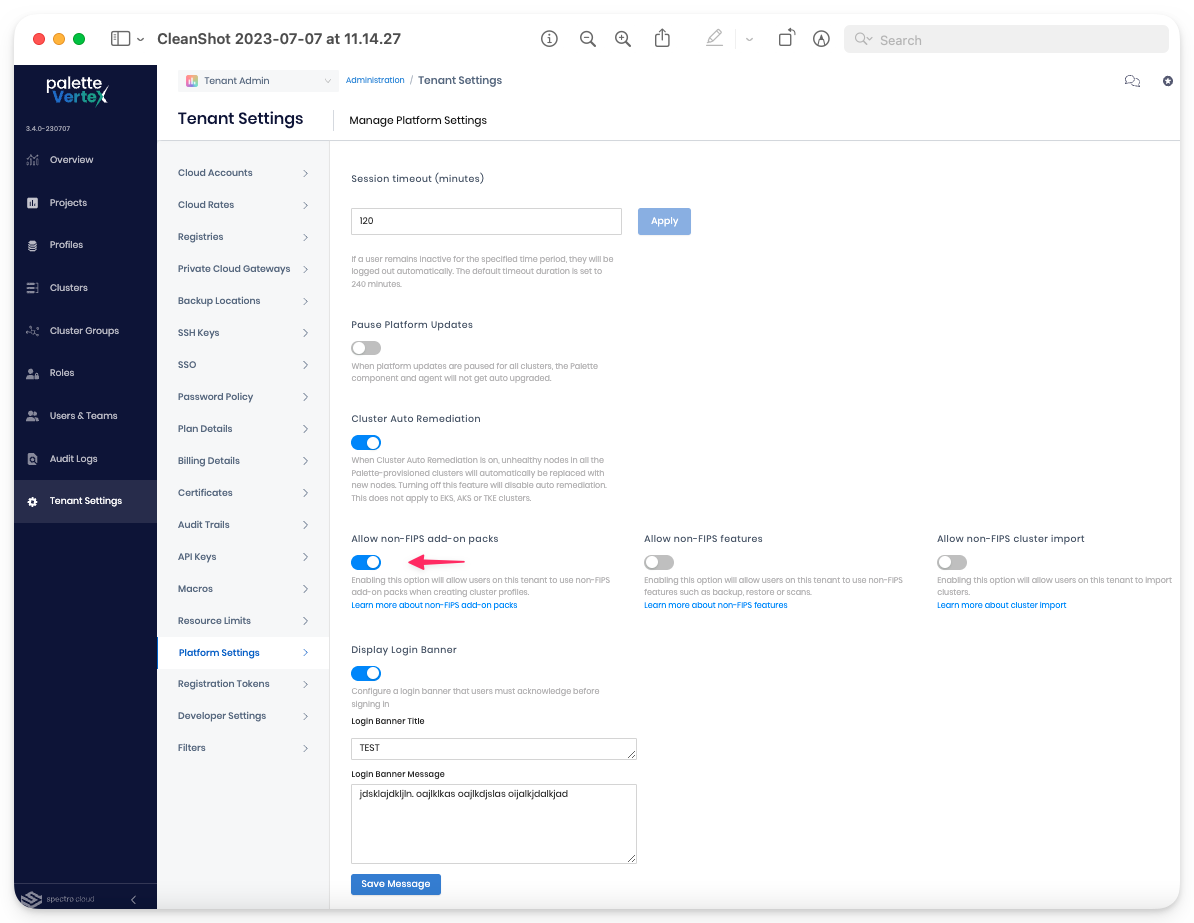 CleanShot 2023-07-07 at 11.14.27
Search
palette
VerteX
3.4.0-230707
Overview
Projects
Profiles
Clusters
Cluster Groups
Roles
Users & Teams
Audit Logs
Tenant Settings
spectro cloud
Tenant Admin
Administration / Tenant Settings
Tenant Settings
Manage Platform Settings
Cloud Accounts
Cloud Rates
Registries
Private Cloud Gateways
Backup Locations
SSH Keys
SSO
Password Policy
Plan Details
Billing Details
Certificates
Audit Trails
API Keys
Macros
Resource Limits
Platform Settings
Registration Tokens
Developer Settings
Filters
Session timeout (minutes)
120
Apply
If a user remains inactive for the specified time period, they will be
logged out automatically. The default timeout duration is set to
240 minutes.
Pause Platform Updates
When platform updates are paused for all clusters, the Palette
component and agent will not get auto upgraded.
Cluster Auto Remediation
When Cluster Auto Remediation is on, unhealthy nodes in all the
Palette-provisioned clusters will automatically be replaced with
new nodes. Turning off this feature will disable auto remediation.
This does not apply to EKS, AKS or TKE clusters.
Allow non-FIPS add-on packs
Enabling this option will allow users on this tenant to use non-FIPS
add-on packs when creating cluster profiles.
Learn more about non-FIPS add-on packs
Allow non-FIPS features
Enabling this option will allow users on this tenant to use non-FIPS
features such as backup, restore or scans.
Learn more about non-FIPS features
Allow non-FIPS cluster import
Enabling this option will allow users on this tenant to import
clusters.
Learn more about cluster import
Display Login Banner
Configure a login banner that users must acknowledge before
signing in
Login Banner Title
TEST
Login Banner Message
jdsklajdkljln. oajlklkas oajlkdjslas oijalkjdalkjad
Save Message